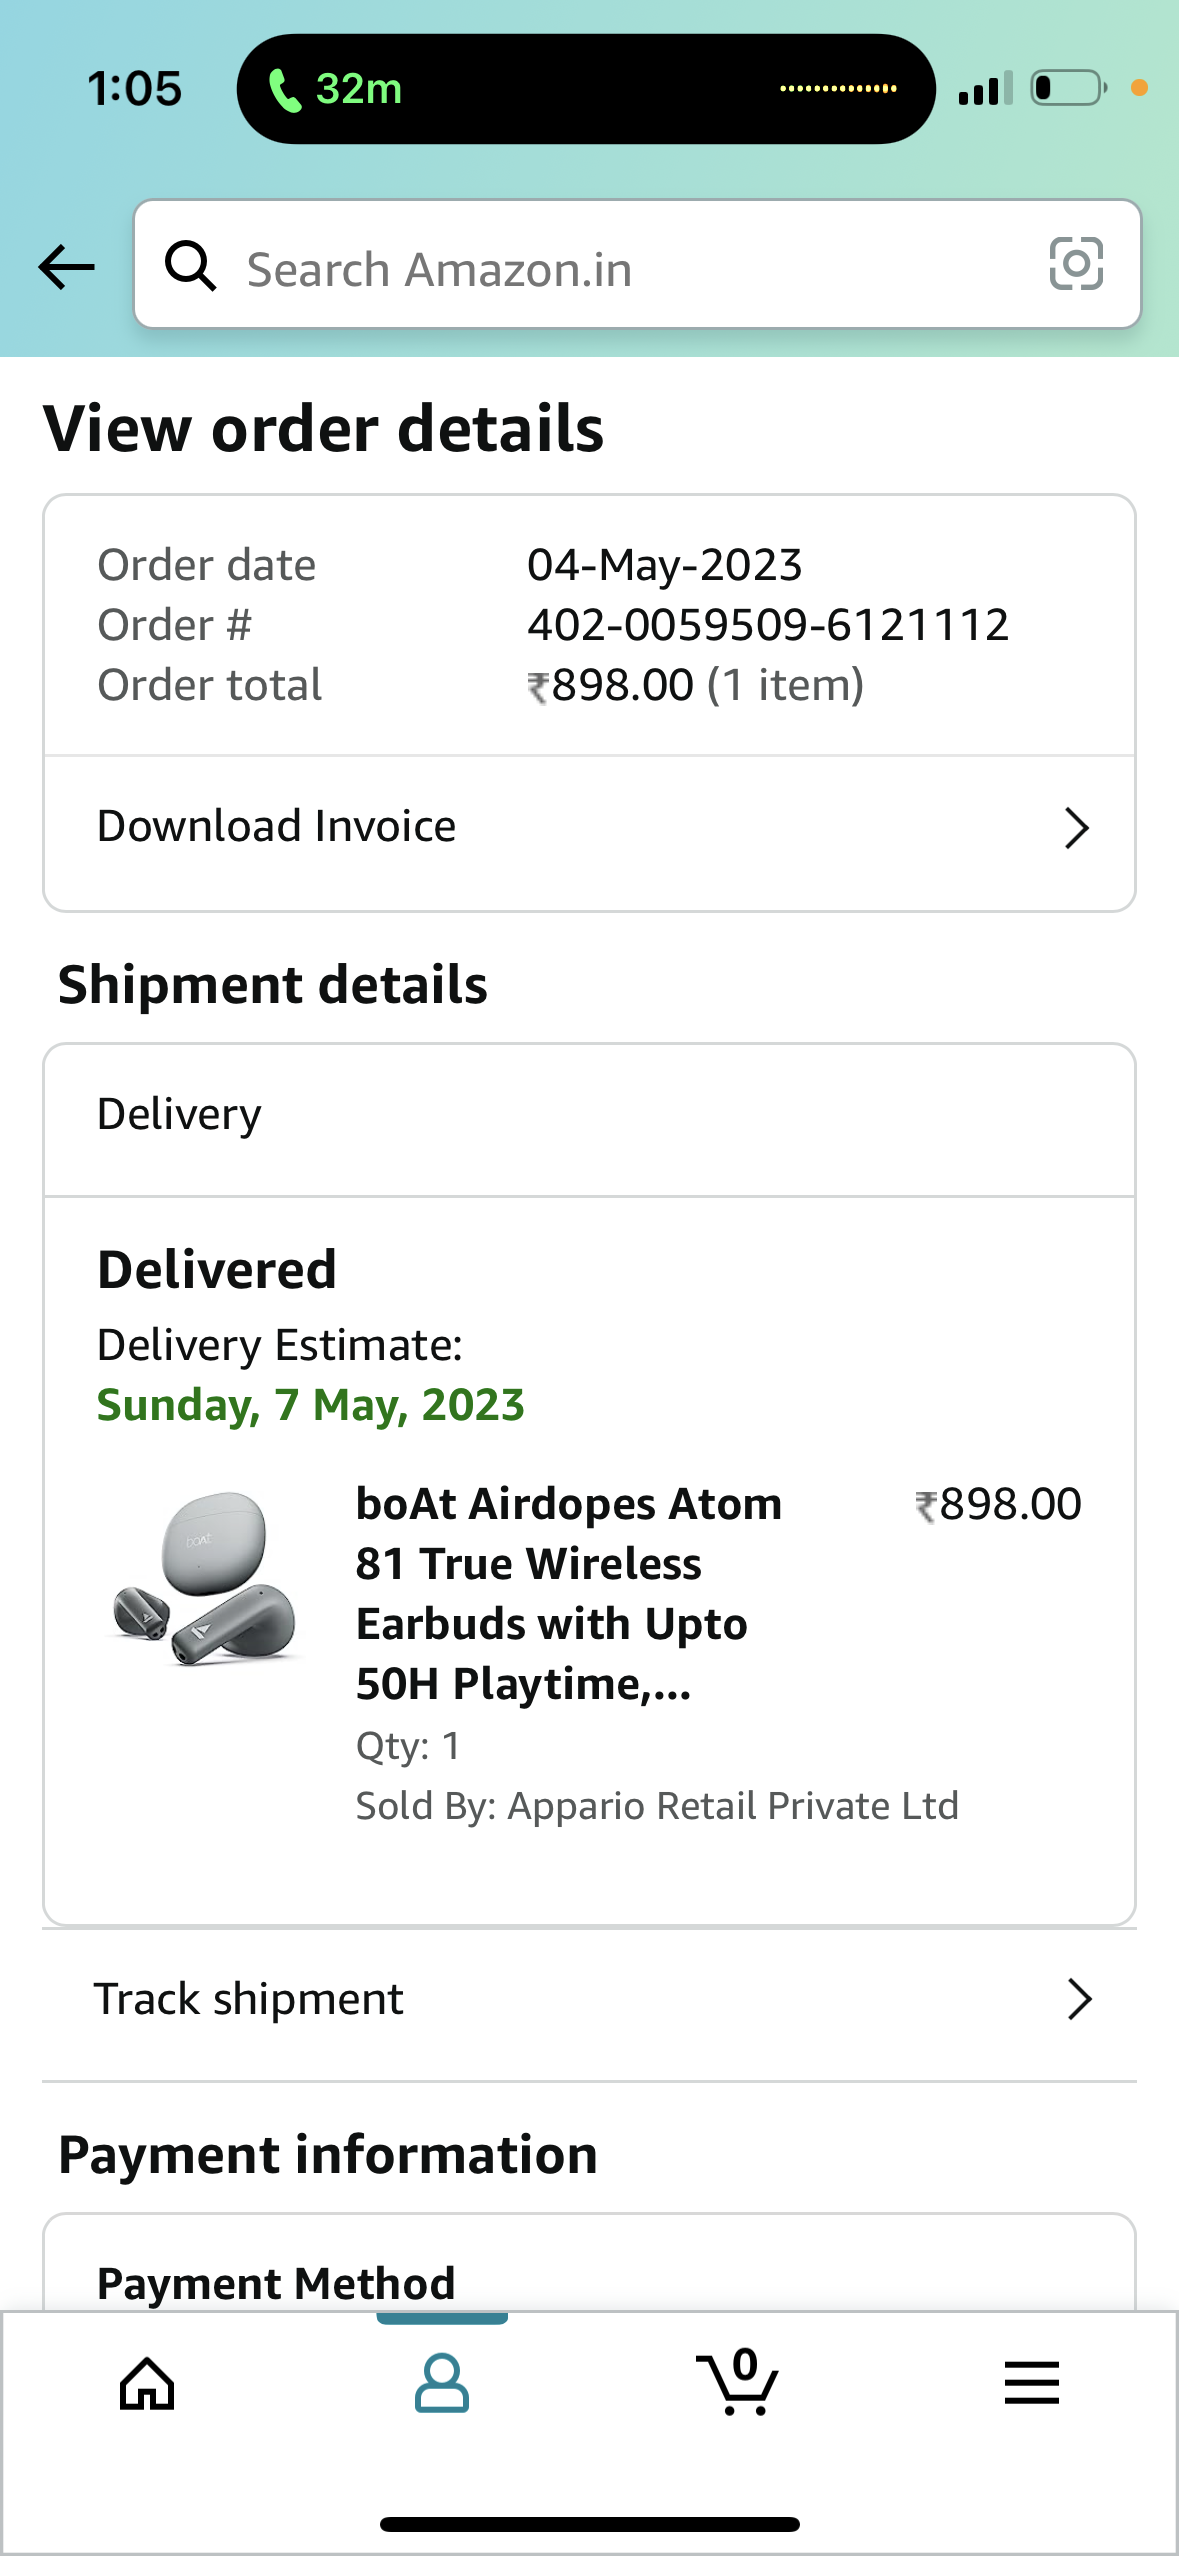 1:05
32m
Search Amazon.in
View order details
Order date 04-May-2023
Order # 402-0059509-6121112
Order total ₹898.00 (1 item)
Download Invoice
Shipment details
Delivery
Delivered
Delivery Estimate:
Sunday, 7 May, 2023
boAt
boAt Airdopes Atom ₹898.00
81 True Wireless
Earbuds with Upto
50H Playtime,...
Qty: 1
Sold By: Appario Retail Private Ltd
Track shipment
Payment information
Payment Method
0